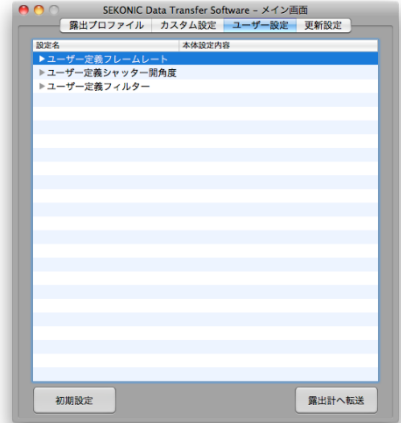 SEKONIC Data Transfer Software – メイン画面
露出プロファイル カスタム設定 ユーザー設定 更新設定
設定名 本体設定内容
▶ユーザー定義フレームレート
▶ユーザー定義シャッター開角度
▶ユーザー定義フィルター
初期設定 露出計へ転送